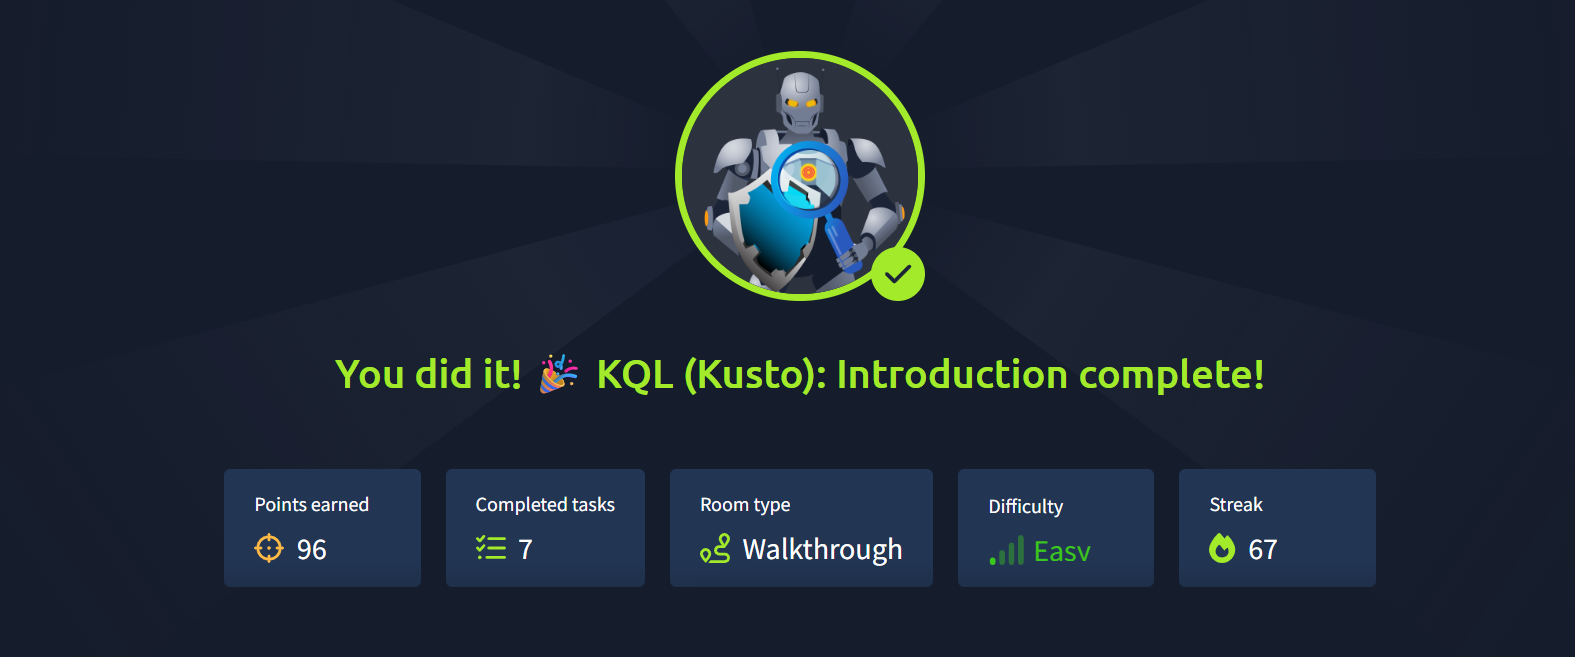 You did it! 🎉 KQL (Kusto): Introduction complete!
Points earned
96
Completed tasks
7
Room type
Walkthrough
Difficulty
Easy
Streak
67